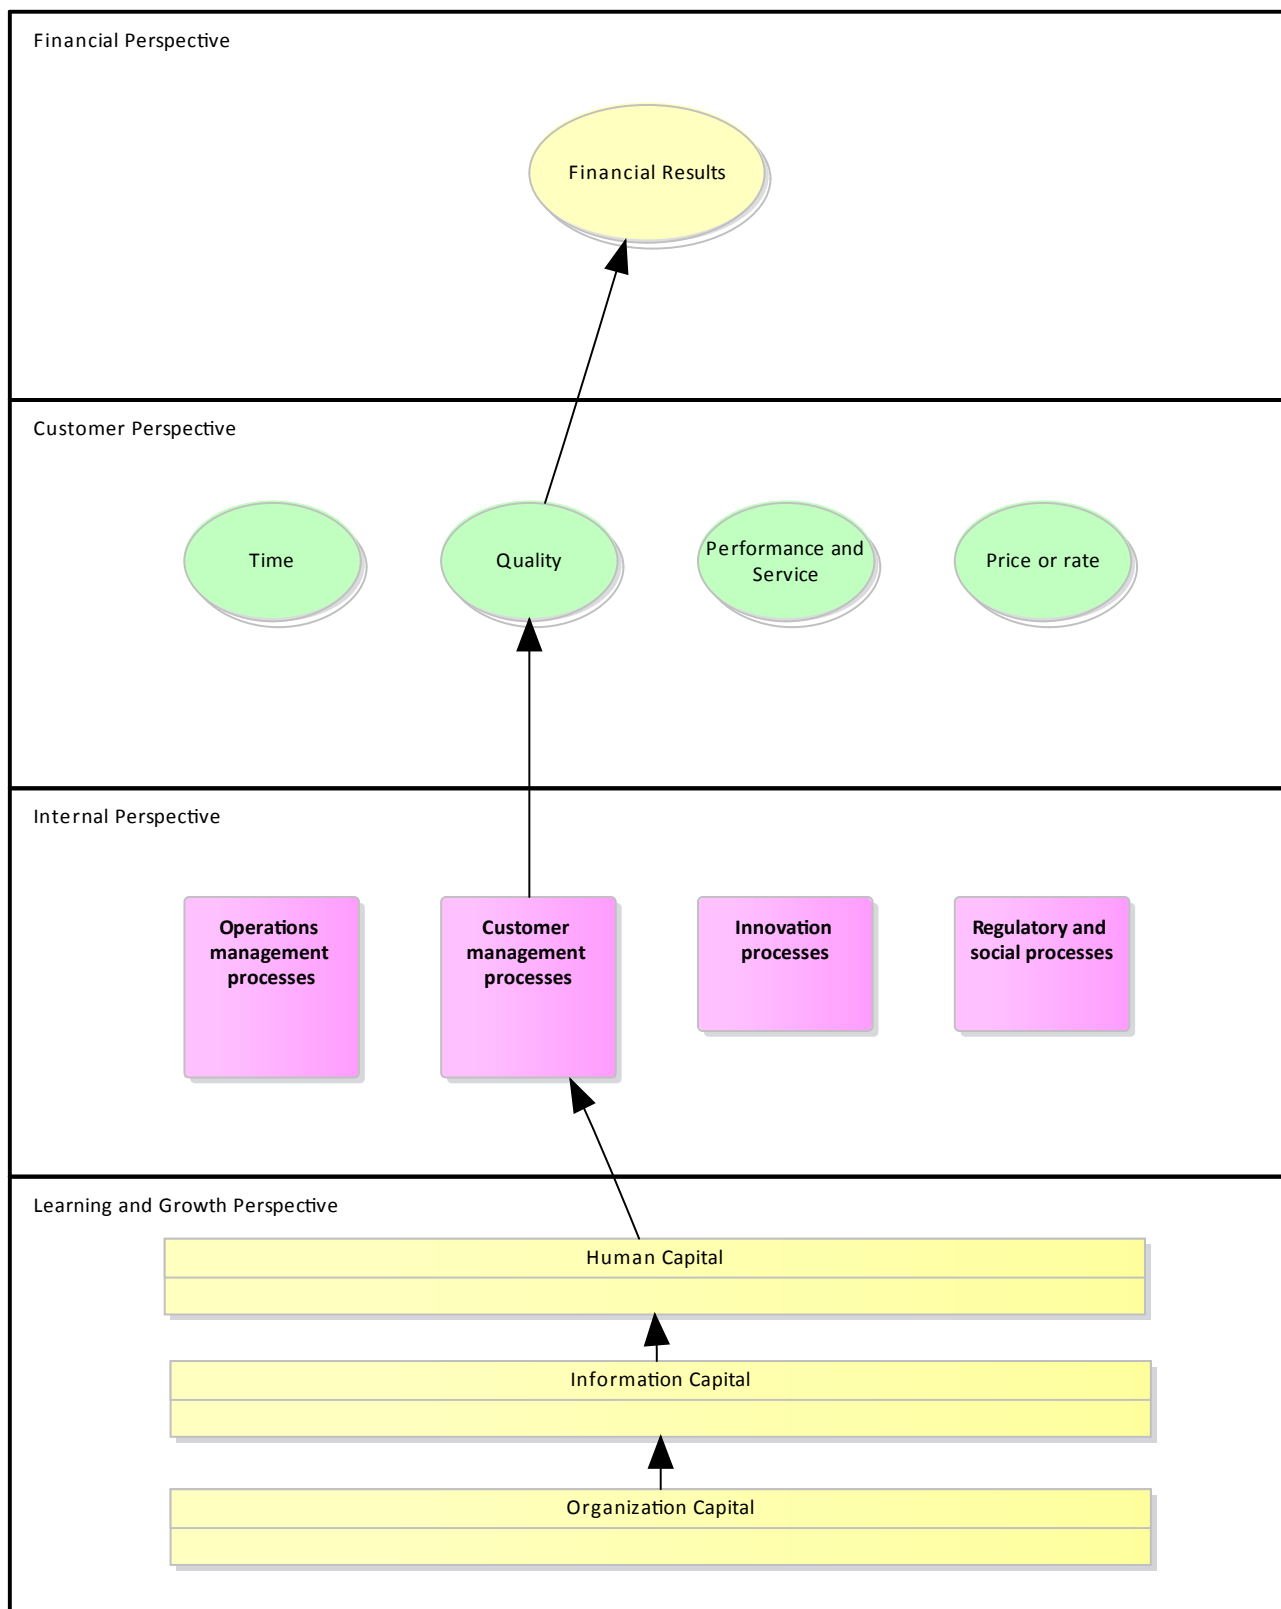 Financial Perspective
Financial Results
Customer Perspective
Time
Quality
Performance and
Service
Price or rate
Internal Perspective
Operations
management
processes
Customer
management
processes
Innovation
processes
Regulatory and
social processes
Learning and Growth Perspective
Human Capital
Information Capital
Organization Capital